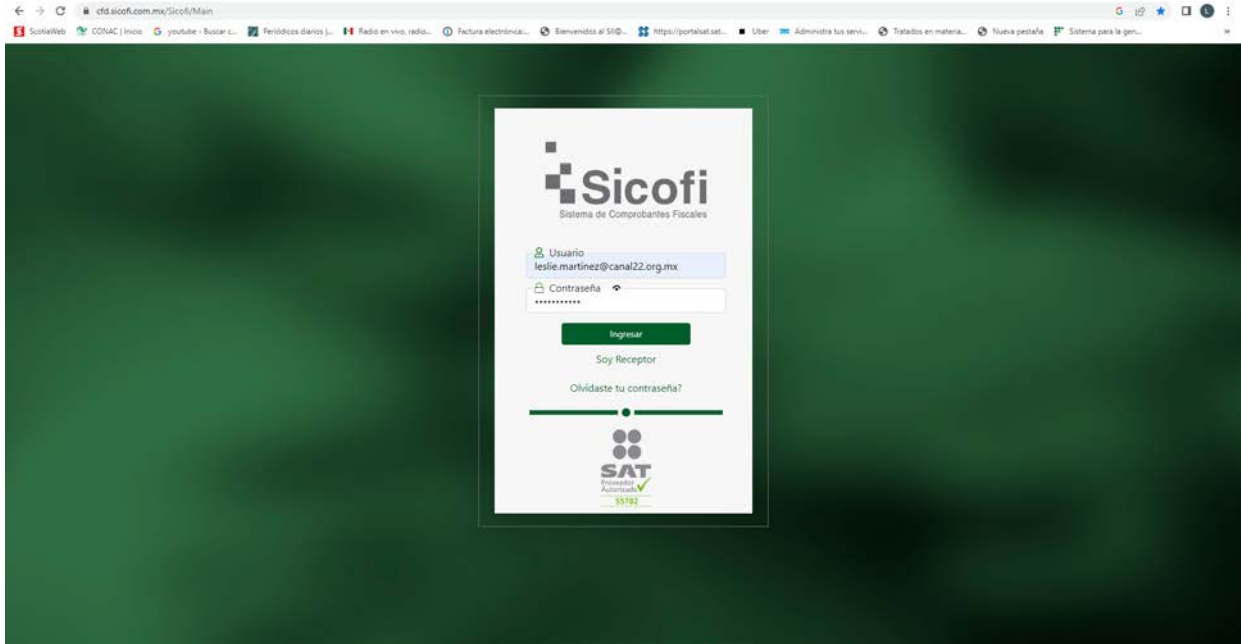 cfd.sicofi.com.mx/Sicofi/Main
ScotiaWeb CONAC | Inicio youtube - Buscar c... Periódicos diarios |... Radio en vivo, radio... Factura electrónica:... Bienvenidos al SII@... https://portalsat.sat... Uber Administra tus servi... Tratados en materia... Nueva pestaña Sistema para la gen...
Sicofi
Sistema de Comprobantes Fiscales
Usuario
leslie.martinez@canal22.org.mx
Contraseña
***********
Ingresar
Soy Receptor
Olvidaste tu contraseña?
SAT
Proveedor
Autorizado
55702